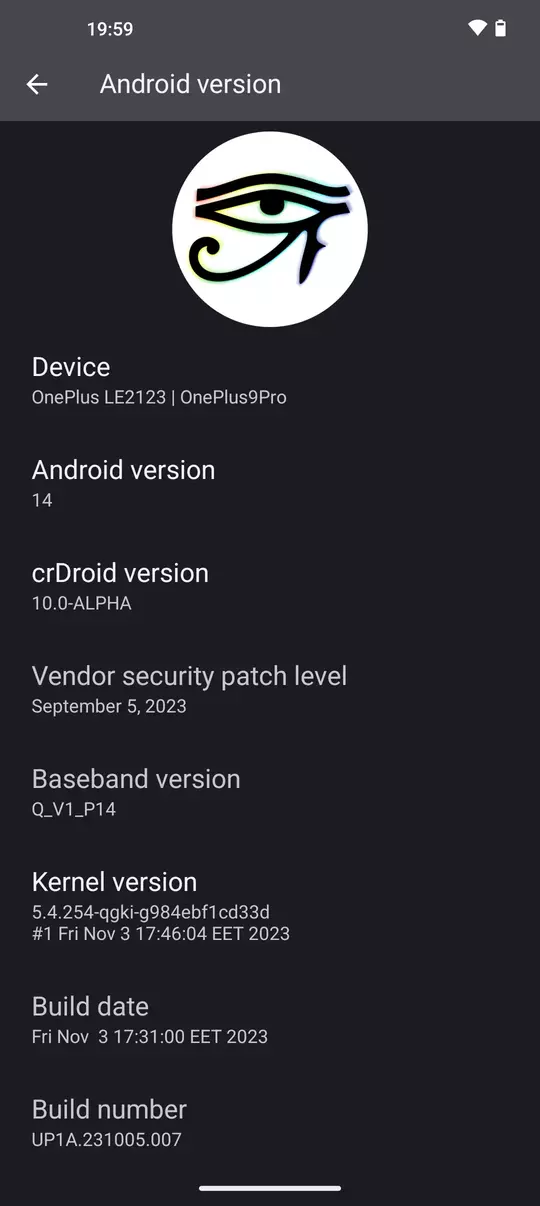 19:59
Android version
Device
OnePlus LE2123 | OnePlus9Pro
Android version
14
crDroid version
10.0-ALPHA
Vendor security patch level
September 5, 2023
Baseband version
Q_V1_P14
Kernel version
5.4.254-qgki-g984ebf1cd33d
#1 Fri Nov 3 17:46:04 EET 2023
Build date
Fri Nov  3 17:31:00 EET 2023
Build number
UP1A.231005.007